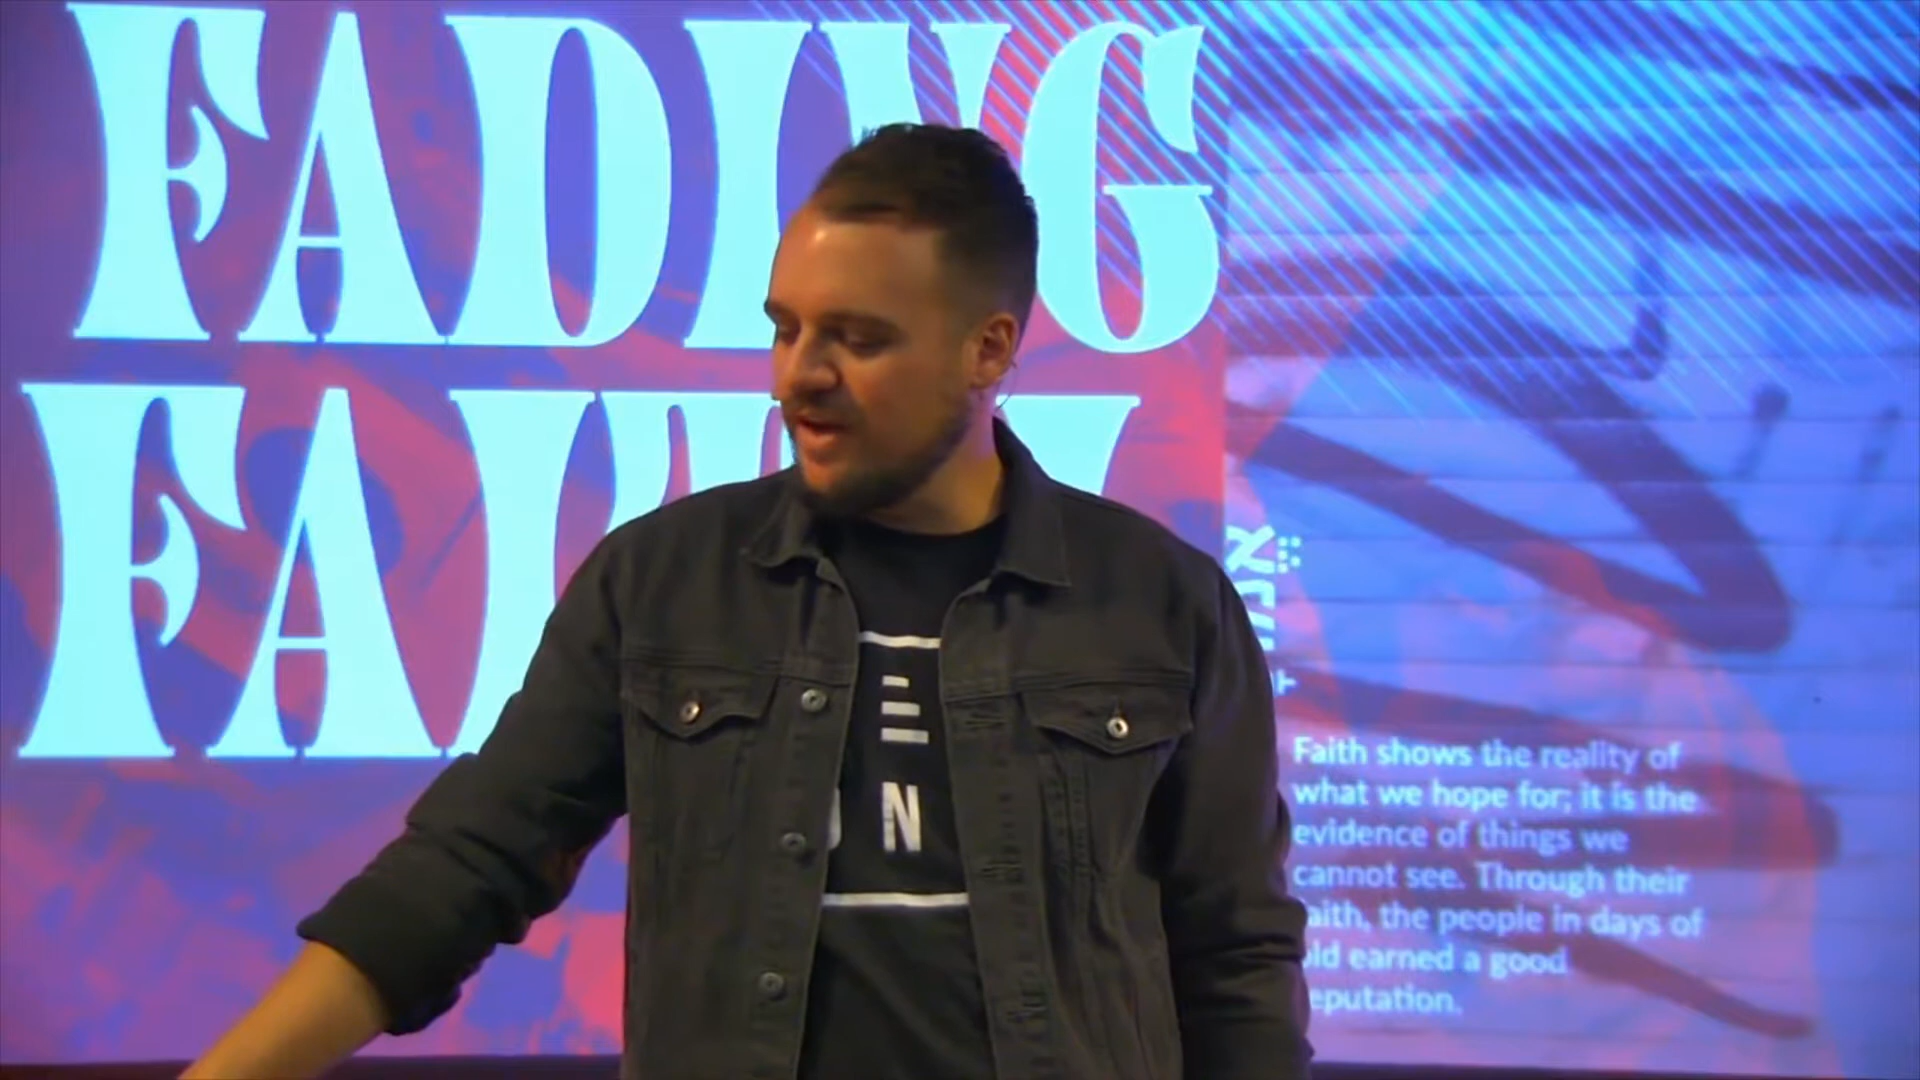 FADING
FAITH
Faith shows the reality of
what we hope for; it is the
evidence of things we
cannot see. Through their
faith, the people in days of
old earned a good
reputation.
N